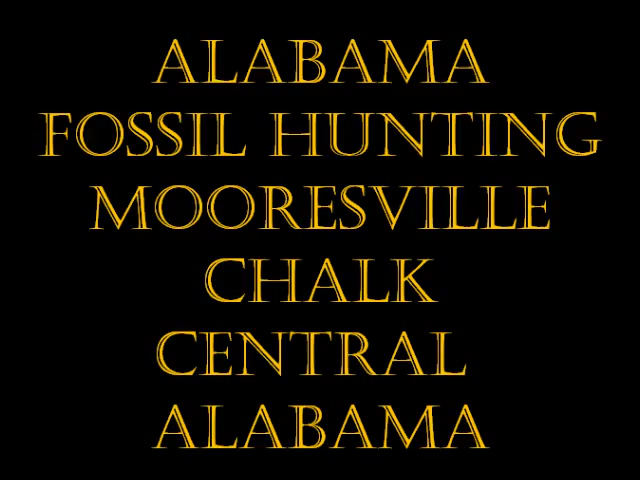 ALABAMA
FOSSIL HUNTING
MOORESVILLE
CHALK
CENTRAL
ALABAMA